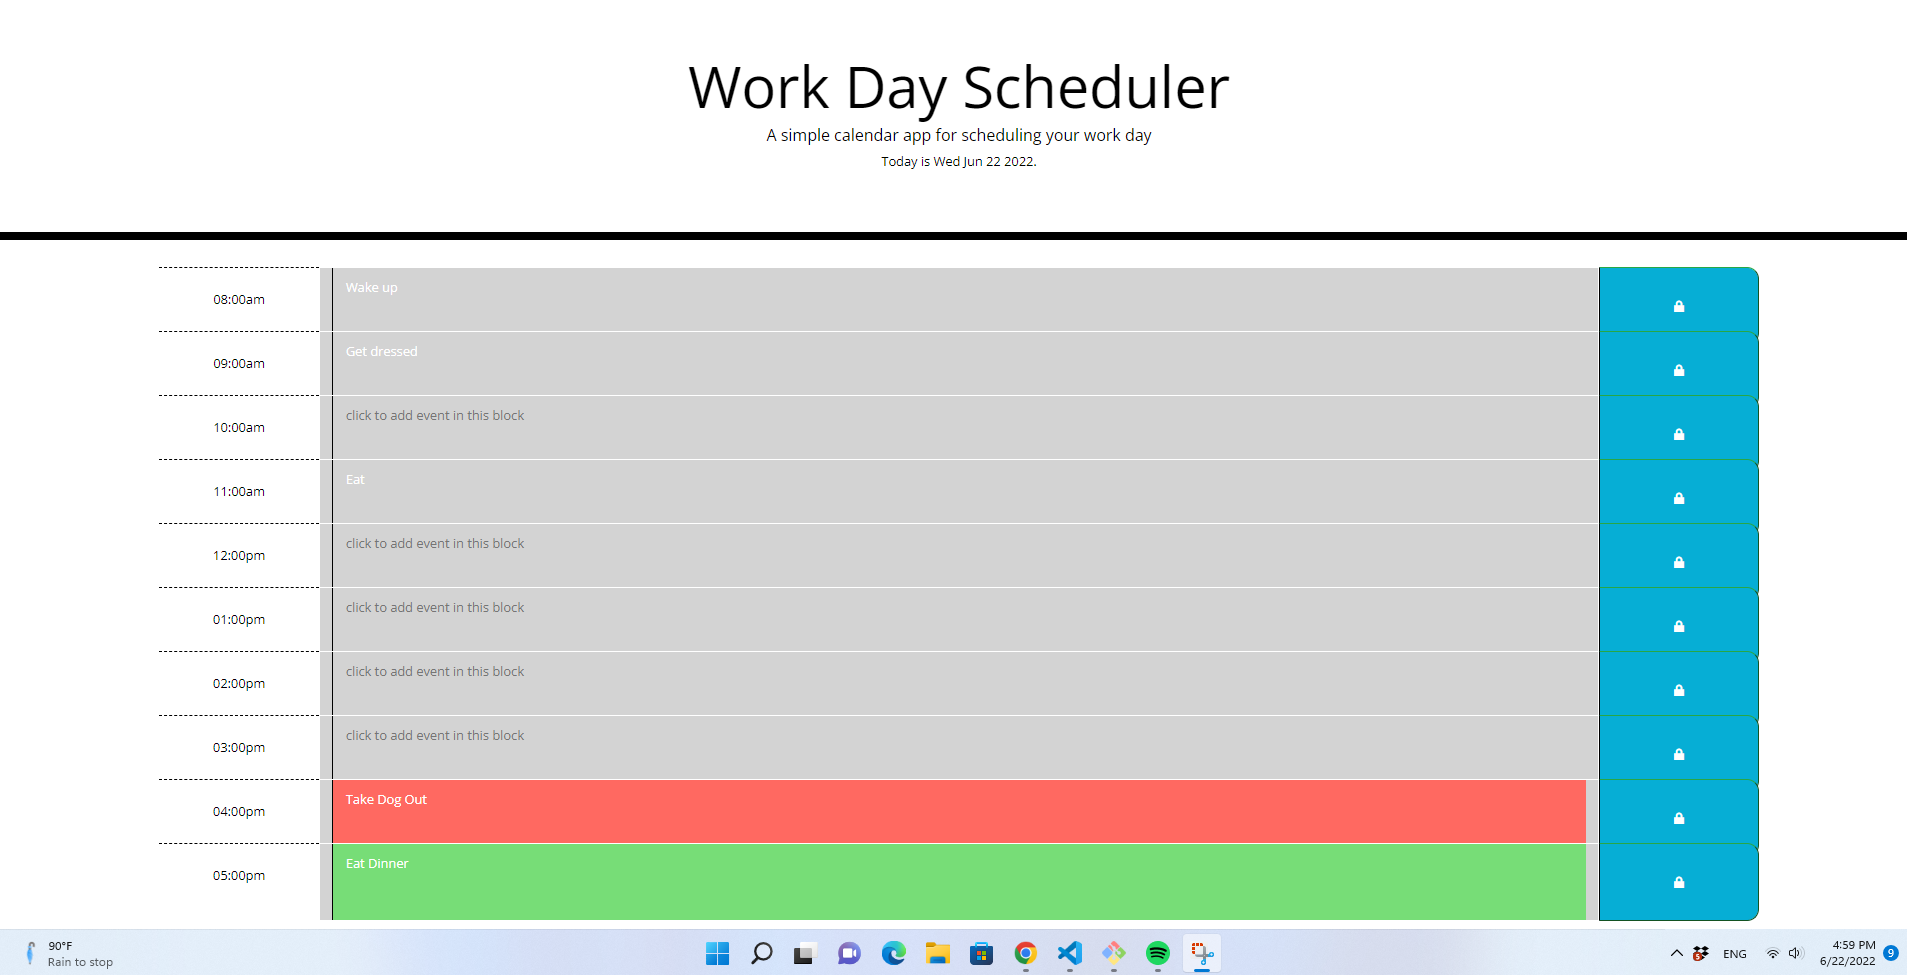 Work Day Scheduler
A simple calendar app for scheduling your work day
Today is Wed Jun 22 2022.
08:00am Wake up
09:00am Get dressed
10:00am click to add event in this block
11:00am Eat
12:00pm click to add event in this block
01:00pm click to add event in this block
02:00pm click to add event in this block
03:00pm click to add event in this block
04:00pm Take Dog Out
05:00pm Eat Dinner
90°F
Rain to stop
ENG
4:59 PM
6/22/2022
9